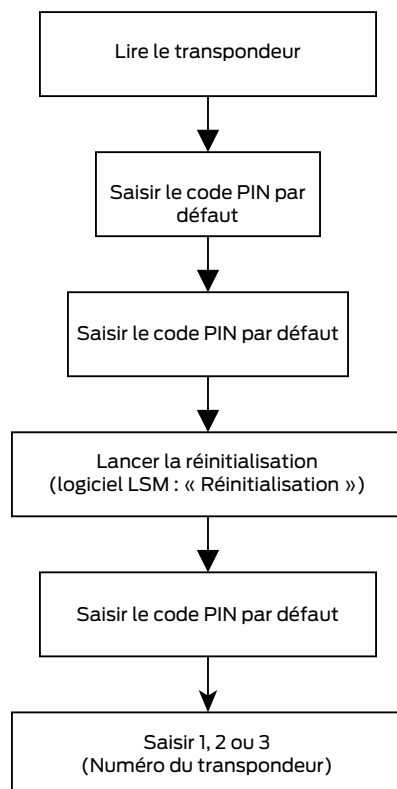 Lire le transpondeur
Saisir le code PIN par
défaut
Saisir le code PIN par défaut
Lancer la réinitialisation
(logiciel LSM : « Réinitialisation »)
Saisir le code PIN par défaut
Saisir 1, 2 ou 3
(Numéro du transpondeur)